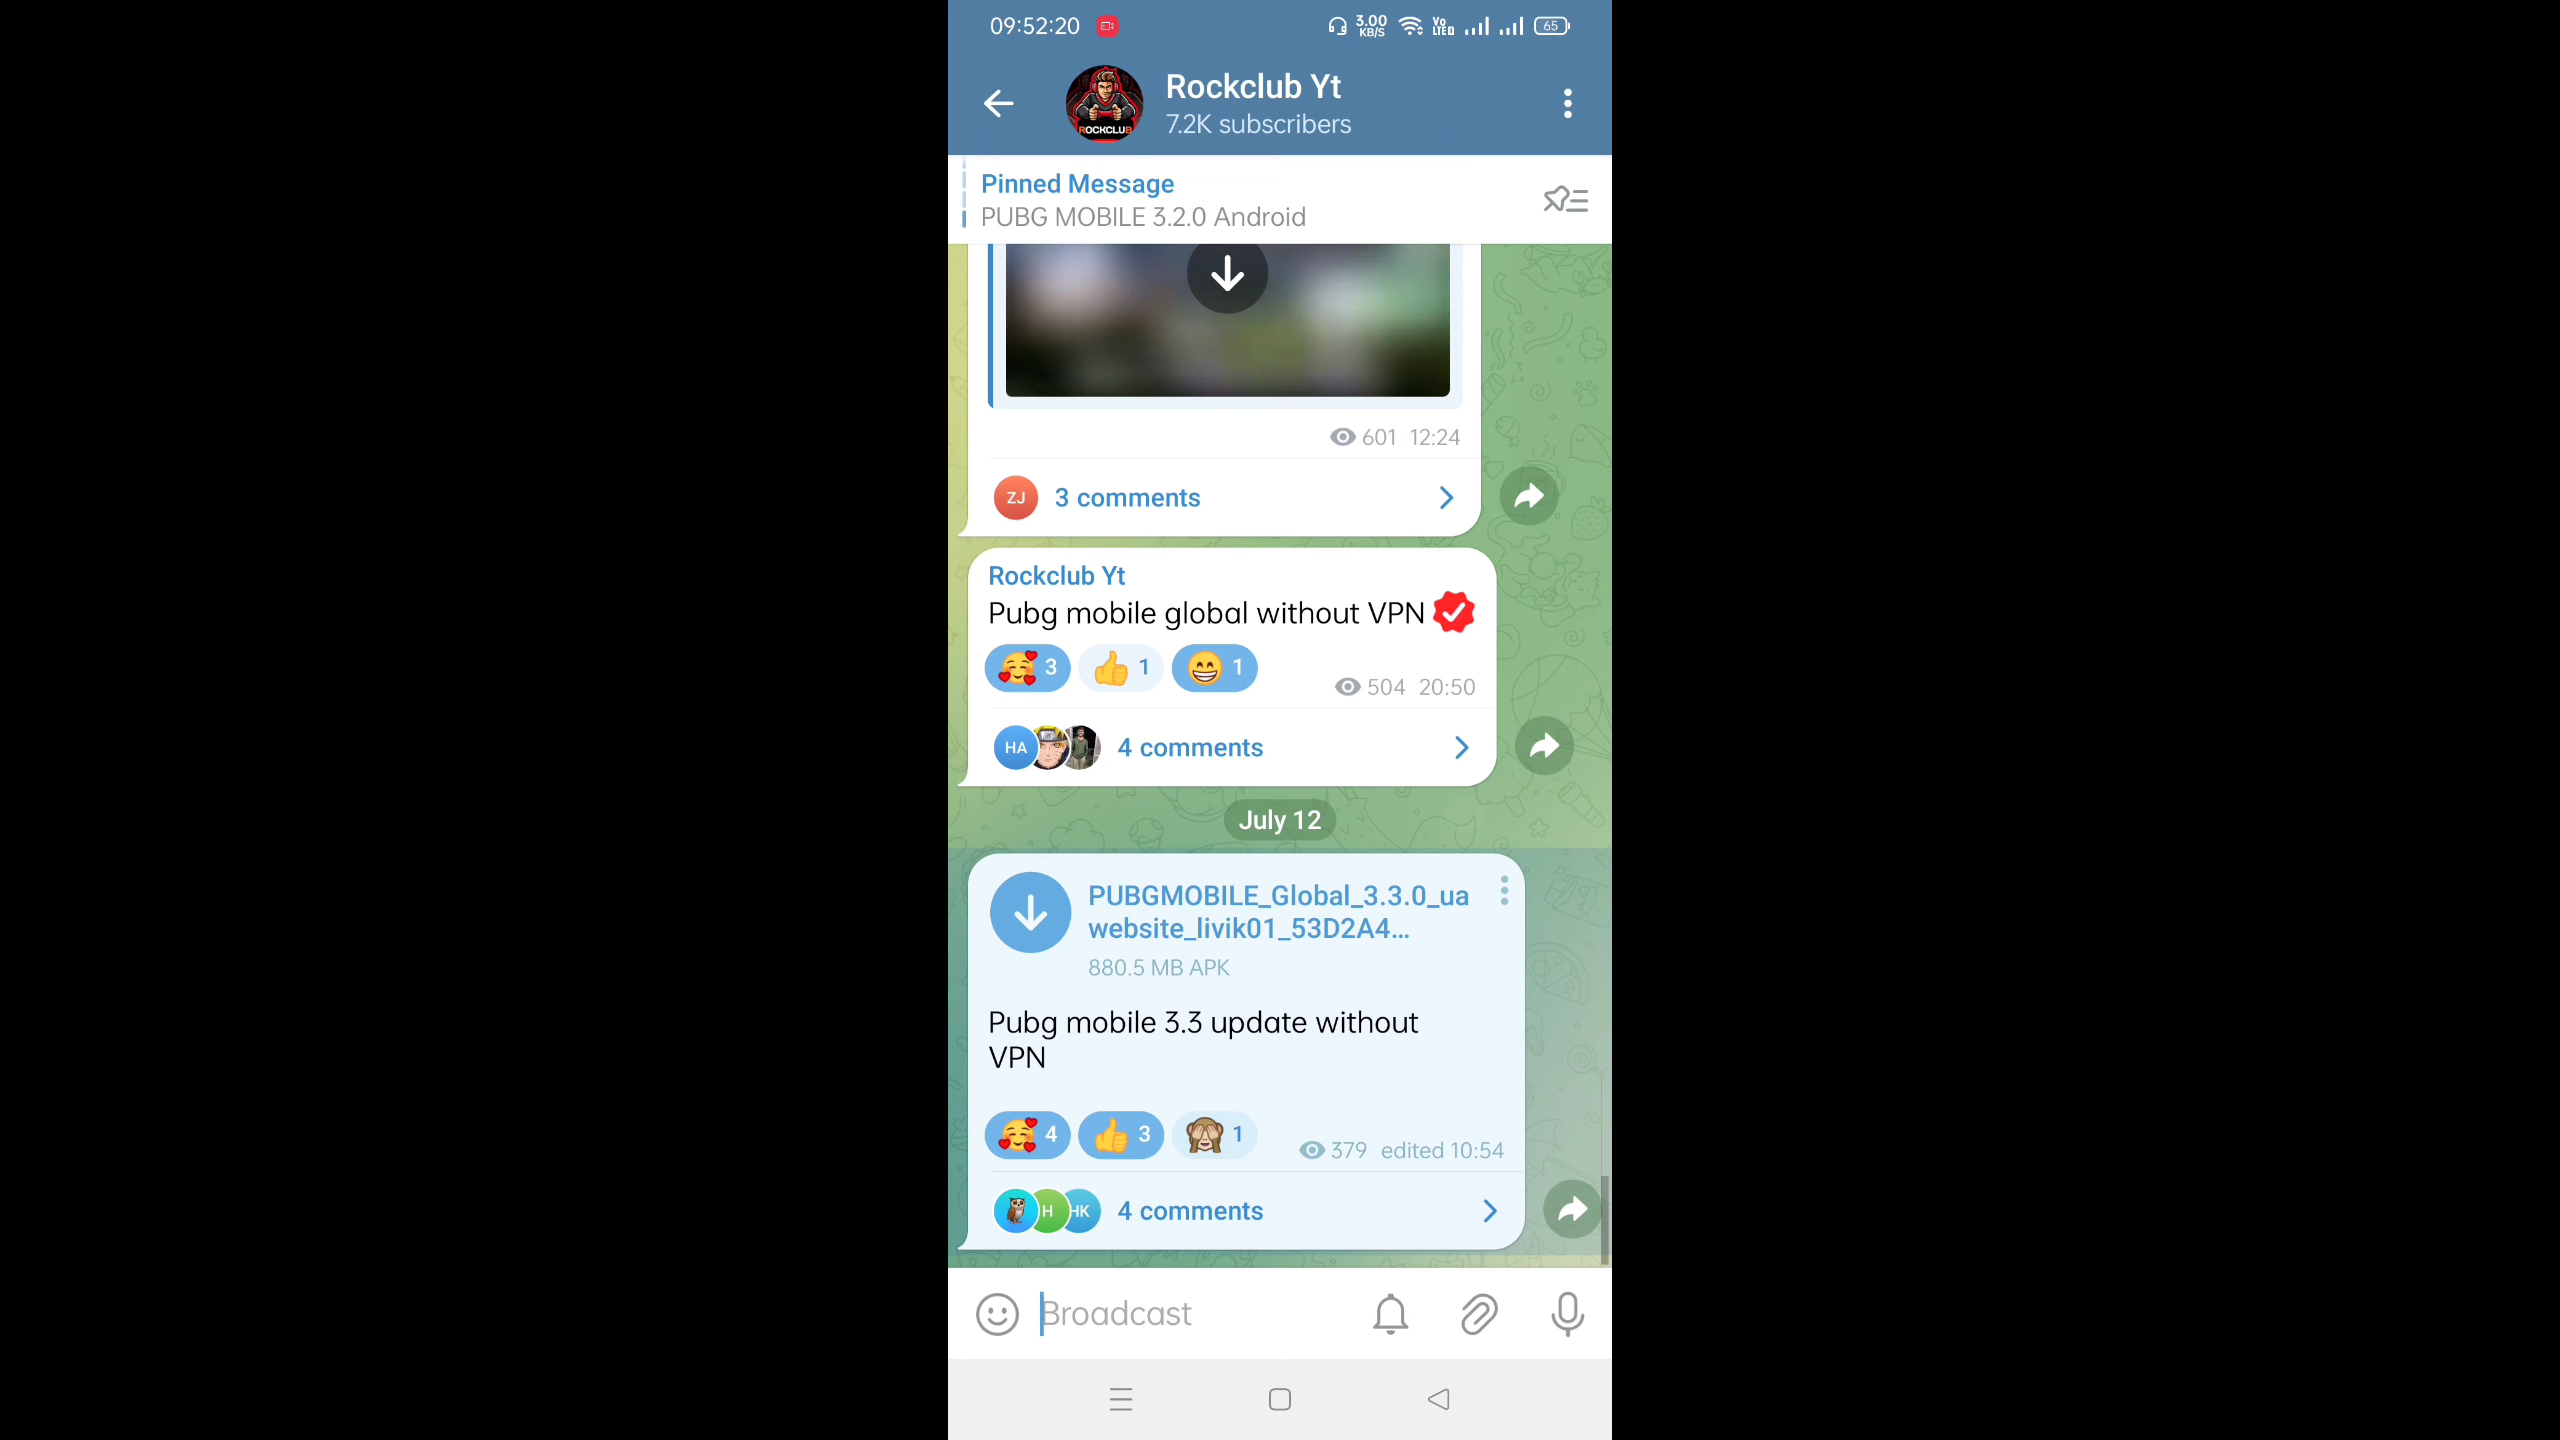 09:52:20
3.00
KB/S
Vo
LTE
65
ROCKCLUB
Rockclub Yt
7.2K subscribers
Pinned Message
PUBG MOBILE 3.2.0 Android
601 12:24
ZJ
3 comments
Rockclub Yt
Pubg mobile global without VPN
3
1
1
504 20:50
HA
4 comments
July 12
PUBGMOBILE_Global_3.3.0_ua
website_livik01_53D2A4...
880.5 MB APK
Pubg mobile 3.3 update without
VPN
4
3
1
379 edited 10:54
H
HK
4 comments
Broadcast